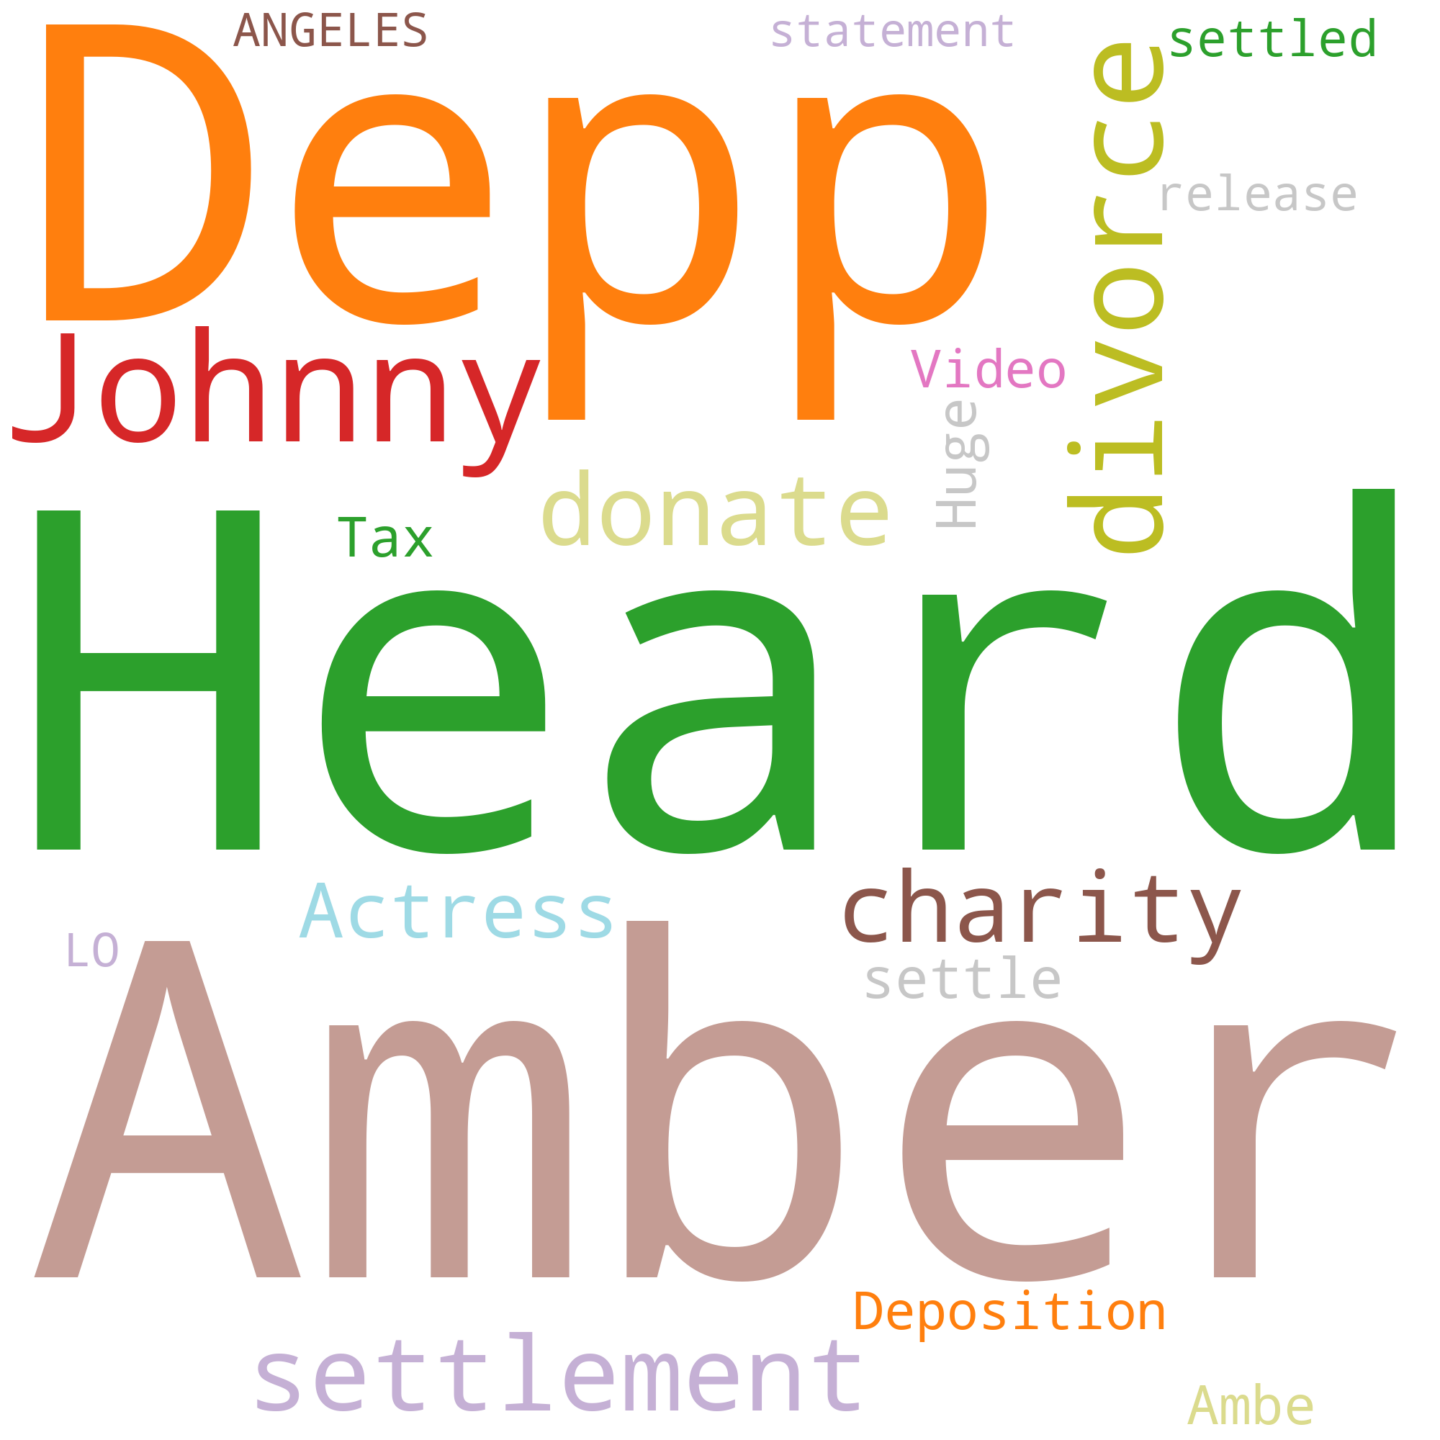 ANGELES
statement
settled
Depp
divorce
release
Johnny
Video
Huge
donate
Tax
Heard
Actress
charity
LO
settle
Amber
Deposition
settlement
Ambe